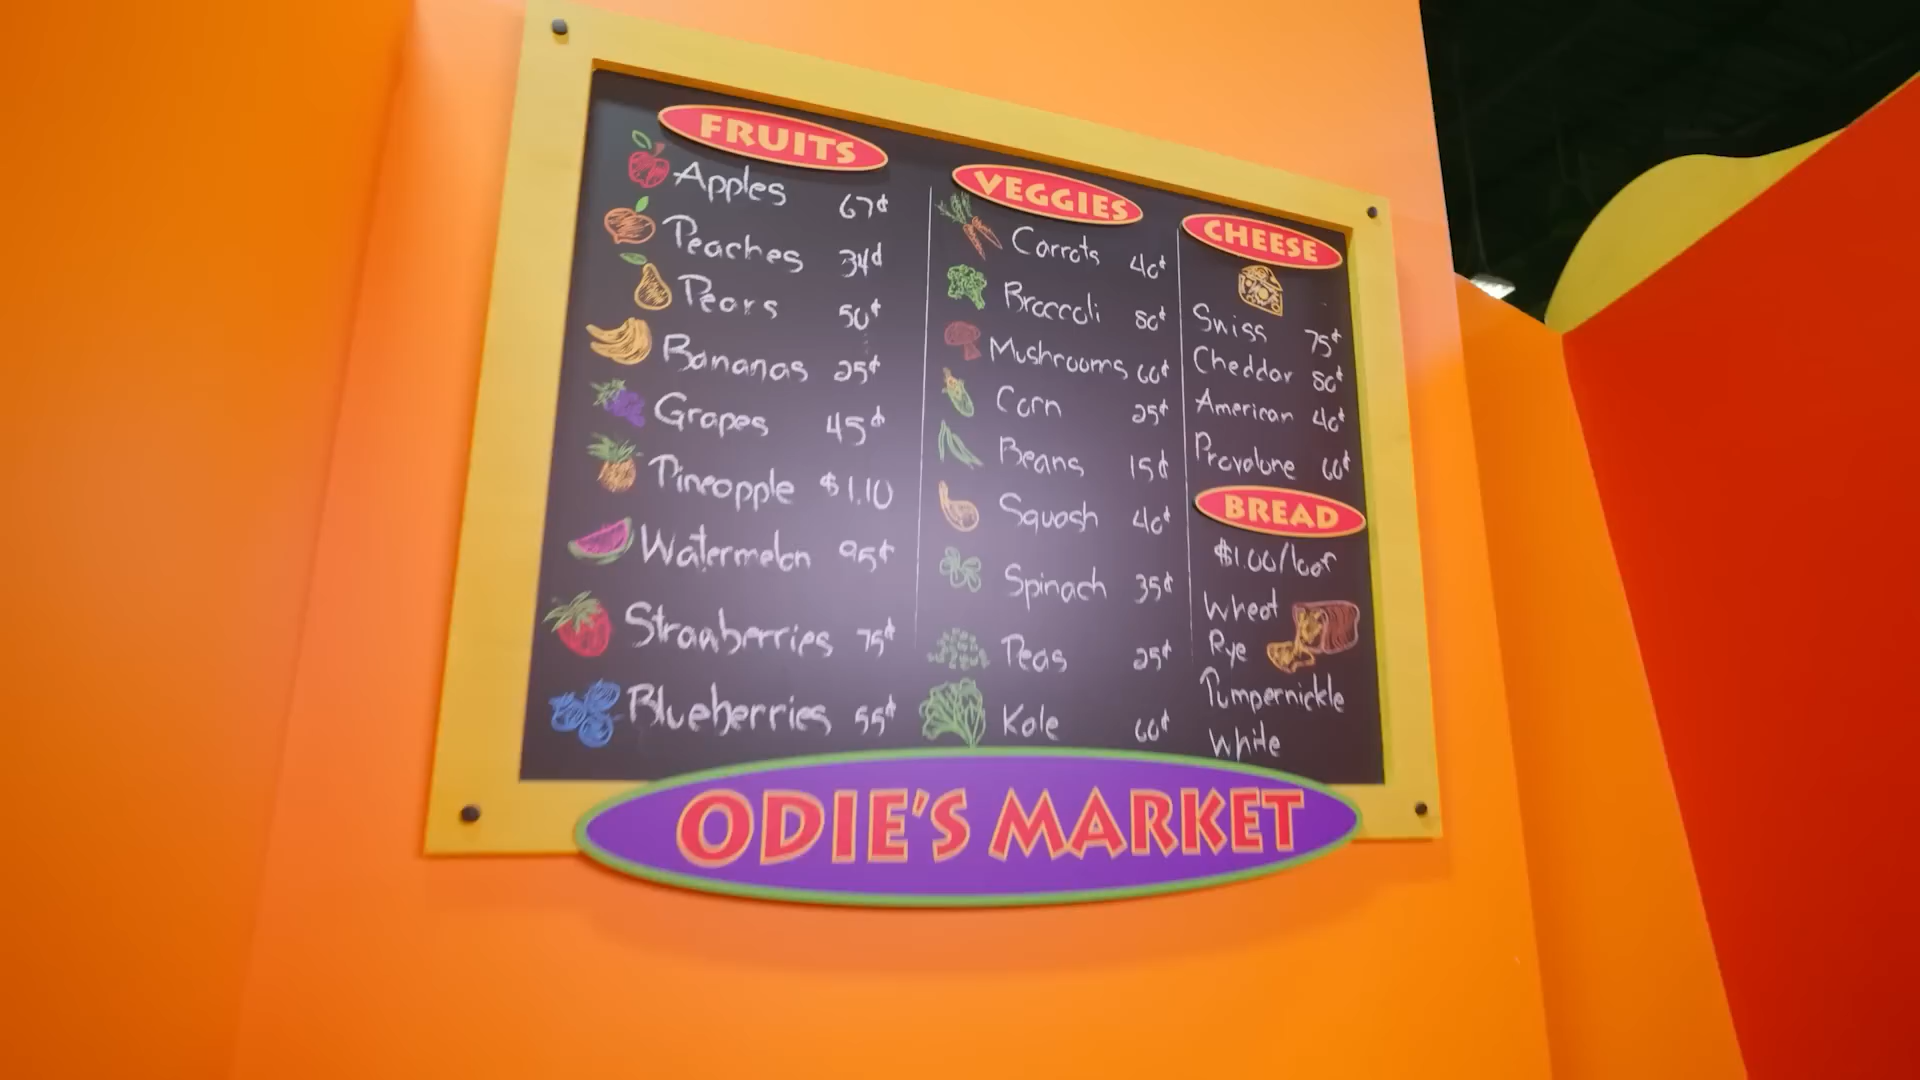 FRUITS
Apples 67¢
Peaches 34¢
Pears 50¢
Bananas 25¢
Grapes 45¢
Pineapple $1.10
Watermelon 95¢
Strawberries 75¢
Blueberries 55¢
VEGGIES
Carrots 40¢
Broccoli 80¢
Mushrooms 60¢
Corn 25¢
Beans 15¢
Squash 40¢
Spinach 35¢
Peas 25¢
Kale 60¢
CHEESE
Swiss 75¢
Cheddar 80¢
American 40¢
Provolone 60¢
BREAD
$1.00/loaf
Wheat
Rye
Pumpernickle
White
ODIE'S MARKET